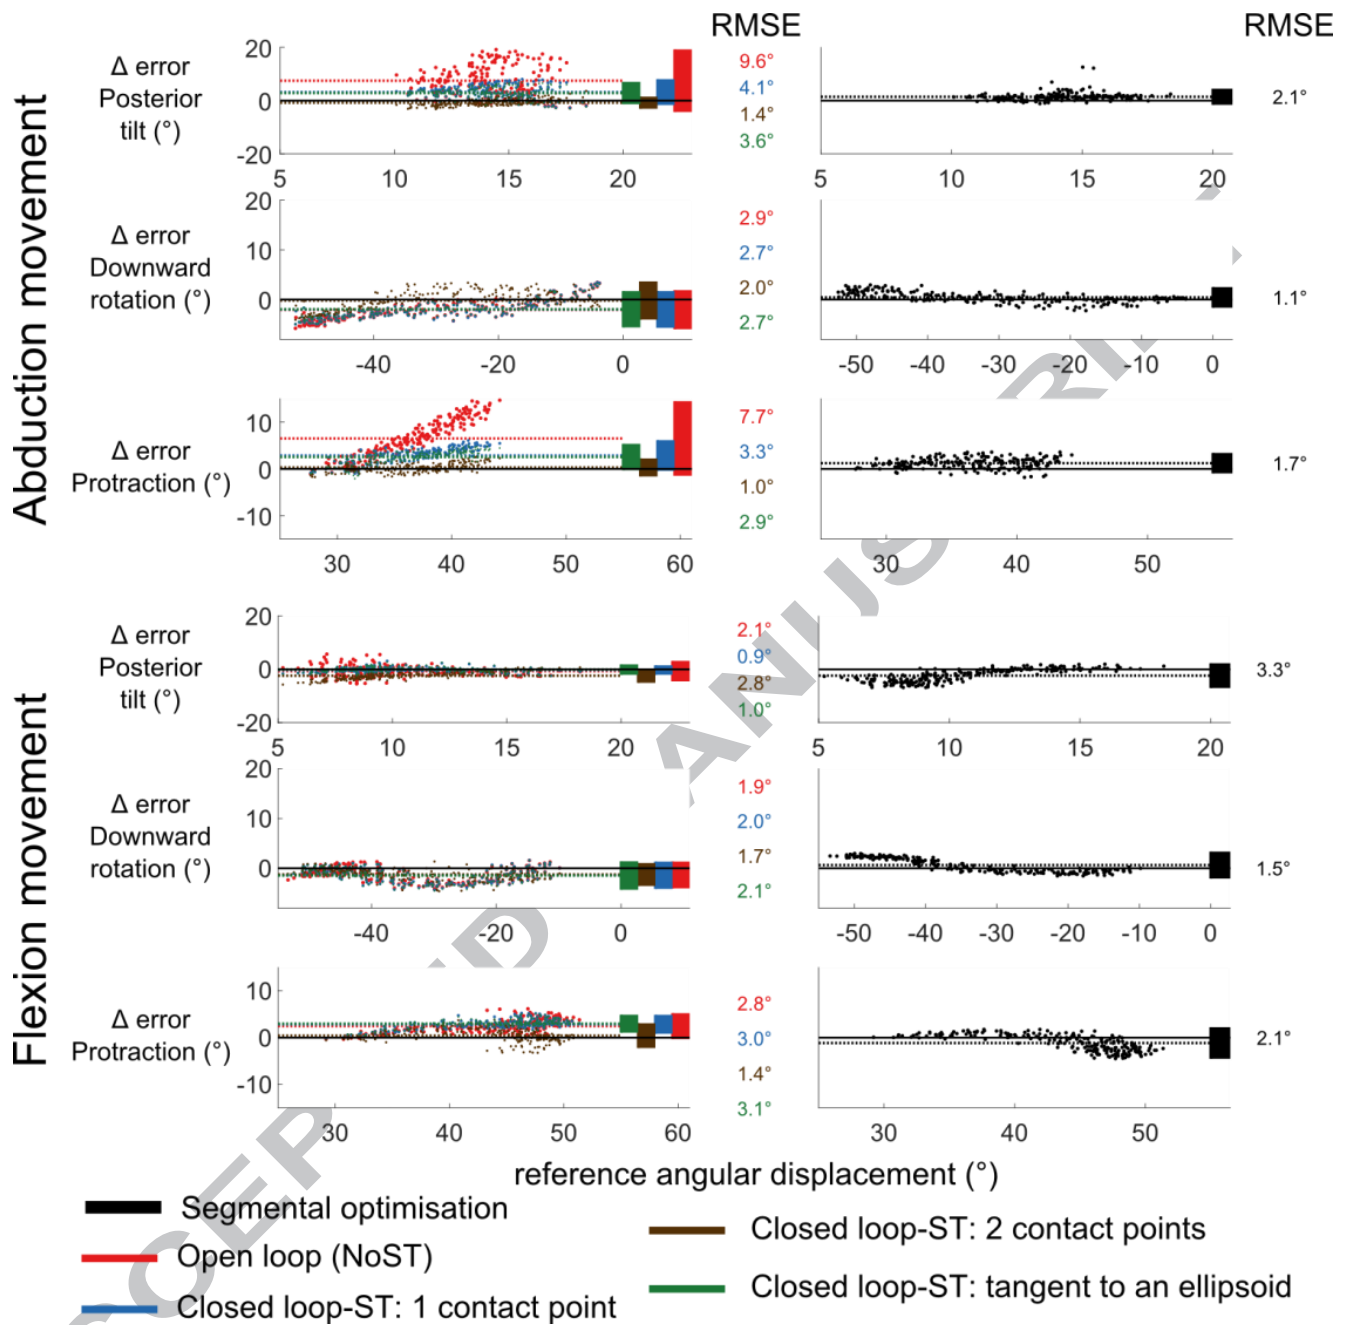 RMSE
RMSE
Abduction movement
Δ error
Posterior
tilt (°)
20
0
-20
5 10 15 20
9.6°
4.1°
1.4°
3.6°
5 10 15 20
2.1°
Δ error
Downward
rotation (°)
20
10
0
-40 -20 0
2.9°
2.7°
2.0°
2.7°
-50 -40 -30 -20 -10 0
1.1°
Δ error
Protraction (°)
10
0
-10
30 40 50 60
7.7°
3.3°
1.0°
2.9°
30 40 50
1.7°
Flexion movement
Δ error
Posterior
tilt (°)
20
0
-20
5 10 15 20
2.1°
0.9°
2.8°
1.0°
5 10 15 20
3.3°
Δ error
Downward
rotation (°)
20
10
0
-40 -20 0
1.9°
2.0°
1.7°
2.1°
-50 -40 -30 -20 -10 0
1.5°
Δ error
Protraction (°)
10
0
-10
30 40 50 60
2.8°
3.0°
1.4°
3.1°
30 40 50
2.1°
reference angular displacement (°)
Segmental optimisation
Open loop (NoST)
Closed loop-ST: 1 contact point
Closed loop-ST: 2 contact points
Closed loop-ST: tangent to an ellipsoid